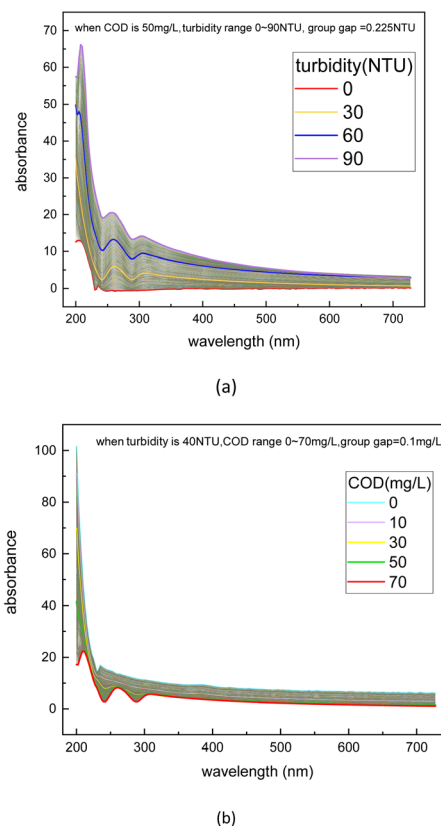 when COD is 50mg/L,turbidity range 0~90NTU, group gap =0.225NTU
70
60
50
40
30
20
10
0
absorbance
turbidity(NTU)
0
30
60
90
200 300 400 500 600 700
wavelength (nm)
(a)
when turbidity is 40NTU,COD range 0~70mg/L,group gap=0.1mg/L
100
80
60
40
20
0
absorbance
COD(mg/L)
0
10
30
50
70
200 300 400 500 600 700
wavelength (nm)
(b)